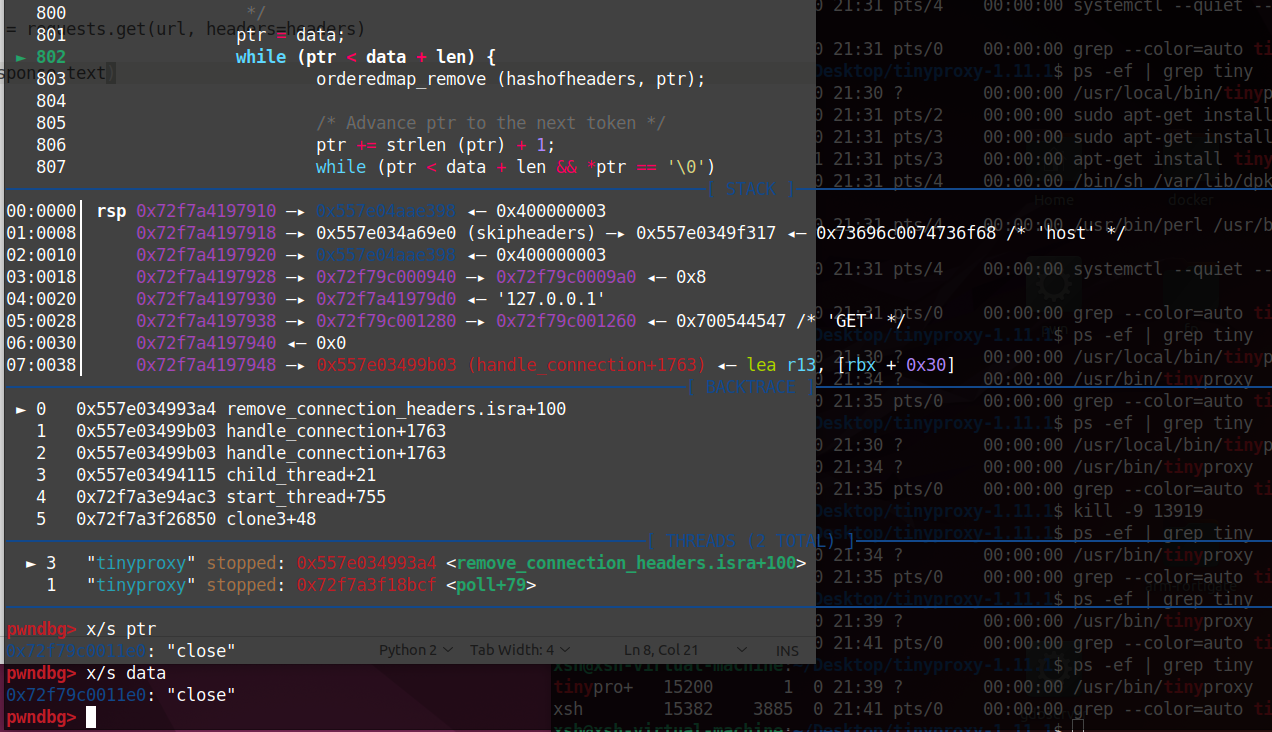 800                  */
= requests.get(url, headers=headers)
801                 ptr = data;
► 802                 while (ptr < data + len) {
text)
803                         orderedmap_remove (hashofheaders, ptr);
804
805                         /* Advance ptr to the next token */
806                         ptr += strlen (ptr) + 1;
807                         while (ptr < data + len && *ptr == '\0')
[ STACK ]
00:0000│ rsp 0x72f7a4197910 —▸ ◂— 0x400000003
01:0008│     0x72f7a4197918 —▸ 0x557e034a69e0 (skipheaders) —▸ 0x557e0349f317 ◂— 0x73696c0074736f68 /* 'host' */
02:0010│     0x72f7a4197920 —▸ ◂— 0x400000003
03:0018│     0x72f7a4197928 —▸ 0x72f79c000940 —▸ 0x72f79c0009a0 ◂— 0x8
04:0020│     0x72f7a4197930 —▸ 0x72f7a41979d0 ◂— '127.0.0.1'
05:0028│     0x72f7a4197938 —▸ 0x72f79c001280 —▸ 0x72f79c001260 ◂— 0x700544547 /* 'GET' */
06:0030│     0x72f7a4197940 ◂— 0x0
07:0038│     0x72f7a4197948 —▸ 0x557e03499b03 (handle_connection+1763) ◂— lea r13, [rbx + 0x30]
[ BACKTRACE ]
► 0   0x557e034993a4 remove_connection_headers.isra+100
1   0x557e03499b03 handle_connection+1763
2   0x557e03499b03 handle_connection+1763
3   0x557e03494115 child_thread+21
4   0x72f7a3e94ac3 start_thread+755
5   0x72f7a3f26850 clone3+48
[ THREADS (2 TOTAL) ]
► 3   "tinyproxy" stopped: 0x557e034993a4 <remove_connection_headers.isra+100>
1   "tinyproxy" stopped: 0x72f7a3f18bcf <poll+79>
pwndbg> x/s ptr
0x72f79c0011e0: "close"
Python 2 Tab Width: 4 Ln 8, Col 21 INS
pwndbg> x/s data
0x72f79c0011e0: "close"
pwndbg>
0 21:31 pts/4    00:00:00 systemctl --quiet --
0 21:31 pts/0    00:00:00 grep --color=auto
Desktop/tinyproxy-1.11.1$ ps -ef | grep tiny
0 21:30 ?        00:00:00 /usr/local/bin/tinyp
0 21:31 pts/2    00:00:00 sudo apt-get install
0 21:31 pts/3    00:00:00 sudo apt-get install
1 21:31 pts/3    00:00:00 apt-get install tiny
0 21:31 pts/4    00:00:00 /bin/sh /var/lib/dpk
Home docker
0 21:31 pts/4    00:00:00 /usr/bin/perl /usr/b
0 21:31 pts/4    00:00:00 systemctl --quiet --
0 21:31 pts/0    00:00:00 grep --color=auto
Desktop/tinyproxy-1.11.1$ ps -ef | grep tiny
0 21:30 ?        00:00:00 /usr/local/bin/tinyp
0 21:34 ?        00:00:00 /usr/bin/tinyproxy
0 21:35 pts/0    00:00:00 grep --color=auto
Desktop/tinyproxy-1.11.1$ ps -ef | grep tiny
0 21:30 ?        00:00:00 /usr/local/bin/tinyp
0 21:34 ?        00:00:00 /usr/bin/tinyproxy
0 21:35 pts/0    00:00:00 grep --color=auto
Desktop/tinyproxy-1.11.1$ kill -9 13919
Desktop/tinyproxy-1.11.1$ ps -ef | grep tiny
21:34 ?        00:00:00 /usr/bin/tinyproxy
0 21:35 pts/0    00:00:00 grep --color=auto
Desktop/tinyproxy-1.11.1$ ps -ef | grep tiny
0 21:39 ?        00:00:00 /usr/bin/tinyproxy
0 21:41 pts/0    00:00:00 grep --color=auto
xsh@xsh-virtual-machine:~/Desktop/tinyproxy-1.11.1$ ps -ef | grep tiny
tinypro+   15200       1  0 21:39 ?        00:00:00 /usr/bin/tinyproxy
xsh        15382    3885  0 21:41 pts/0    00:00:00 grep --color=auto
xsh@xsh-virtual-machine:~/Desktop/tinyproxy-1.11.1$